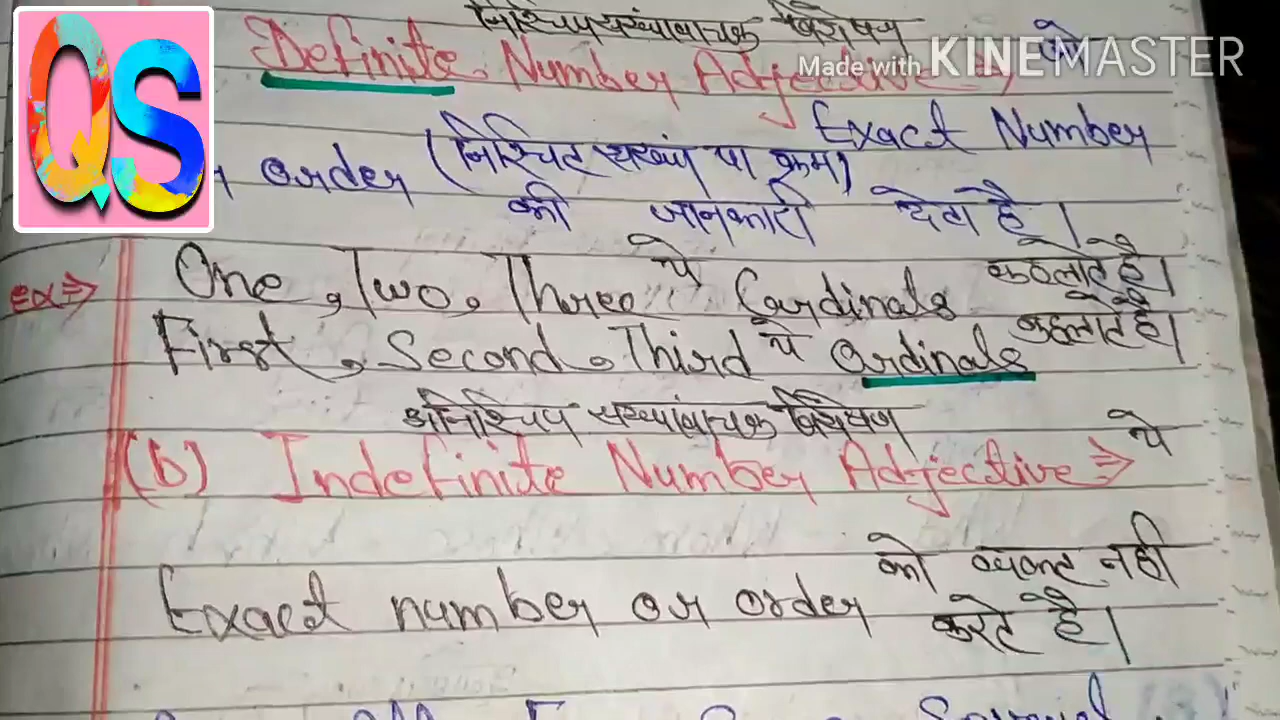 निश्चिप संख्यावाचक विशेषण
Definite Number Adjective ⇒ जो
QS
Made with KINEMASTER
Exact Number
order (निश्चित संख्या या क्रम)
की जानकारी देता है।
ex⇒ One, Two, Three ये Cardinals कहलाते है।
First, Second, Third ये Ordinals कहलाते है।
अनिश्चिप संख्यावाचक विशेषण
(b) Indefinite Number Adjective ⇒ ये
Exact number or order को व्यक्त नही
करते है।